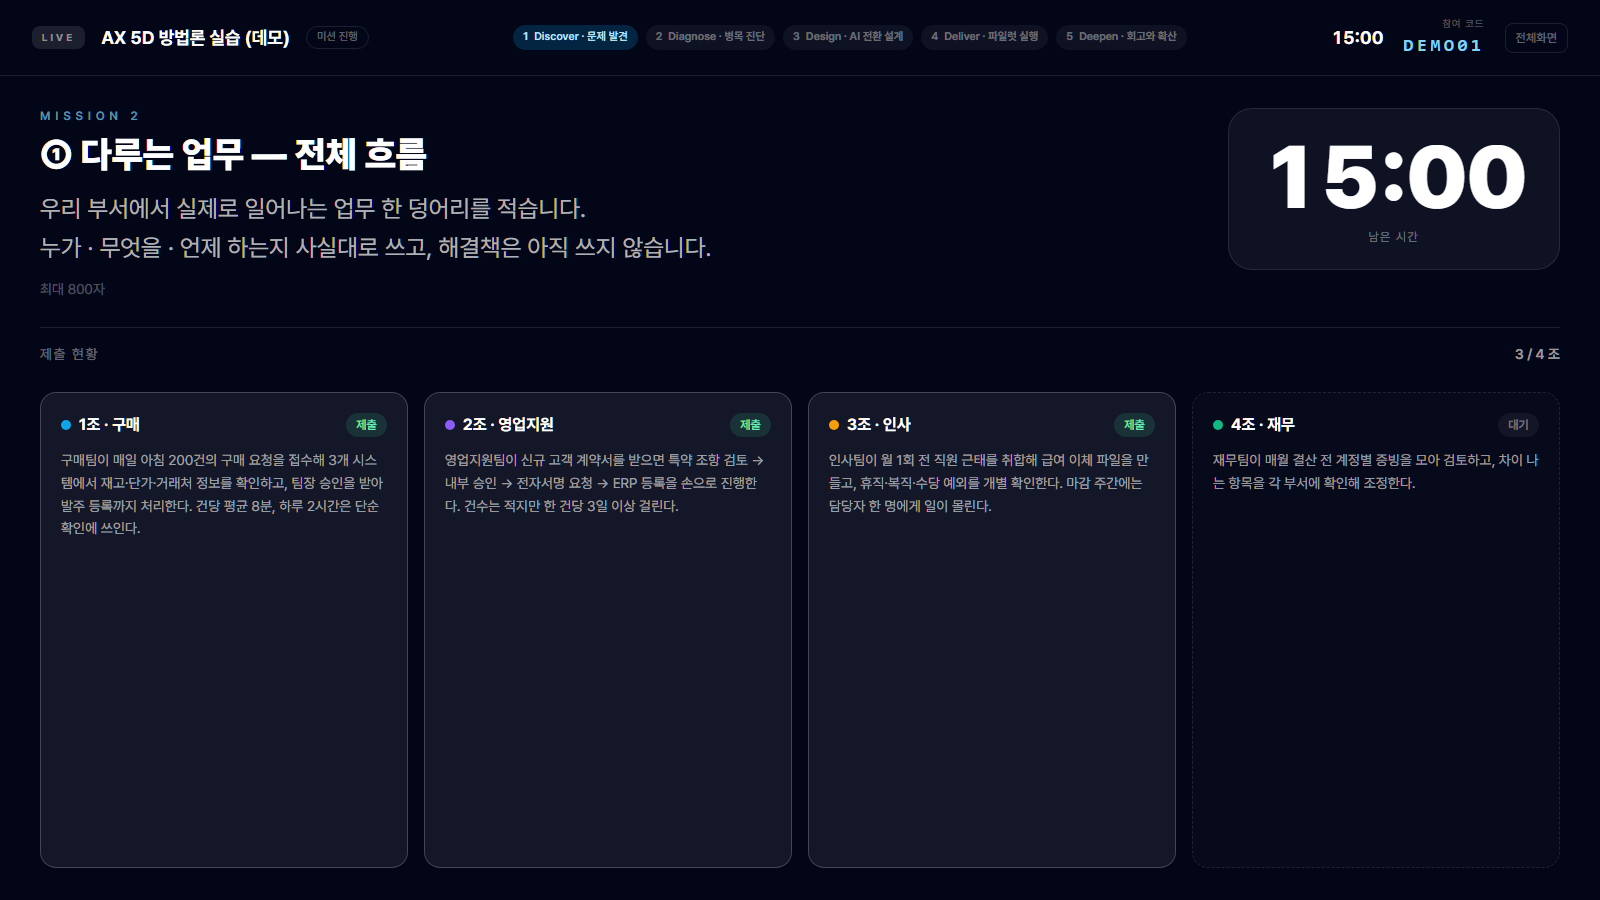 LIVE
AX 5D 방법론 실습 (데모)
미션 진행
1 Discover · 문제 발견
2 Diagnose · 병목 진단
3 Design · AI 전환 설계
4 Deliver · 파일럿 실행
5 Deepen · 회고와 확산
15:00
참여 코드
DEMO01
전체화면
MISSION 2
① 다루는 업무 — 전체 흐름
우리 부서에서 실제로 일어나는 업무 한 덩어리를 적습니다.
누가 · 무엇을 · 언제 하는지 사실대로 쓰고, 해결책은 아직 쓰지 않습니다.
최대 800자
15:00
남은 시간
제출 현황
3 / 4 조
1조 · 구매
제출
구매팀이 매일 아침 200건의 구매 요청을 접수해 3개 시스
템에서 재고·단가·거래처 정보를 확인하고, 팀장 승인을 받아
발주 등록까지 처리한다. 건당 평균 8분, 하루 2시간은 단순
확인에 쓰인다.
2조 · 영업지원
제출
영업지원팀이 신규 고객 계약서를 받으면 특약 조항 검토 →
내부 승인 → 전자서명 요청 → ERP 등록을 손으로 진행한
다. 건수는 적지만 한 건당 3일 이상 걸린다.
3조 · 인사
제출
인사팀이 월 1회 전 직원 근태를 취합해 급여 이체 파일을 만
들고, 휴직·복직·수당 예외를 개별 확인한다. 마감 주간에는
담당자 한 명에게 일이 몰린다.
4조 · 재무
대기
재무팀이 매월 결산 전 계정별 증빙을 모아 검토하고, 차이 나
는 항목을 각 부서에 확인해 조정한다.